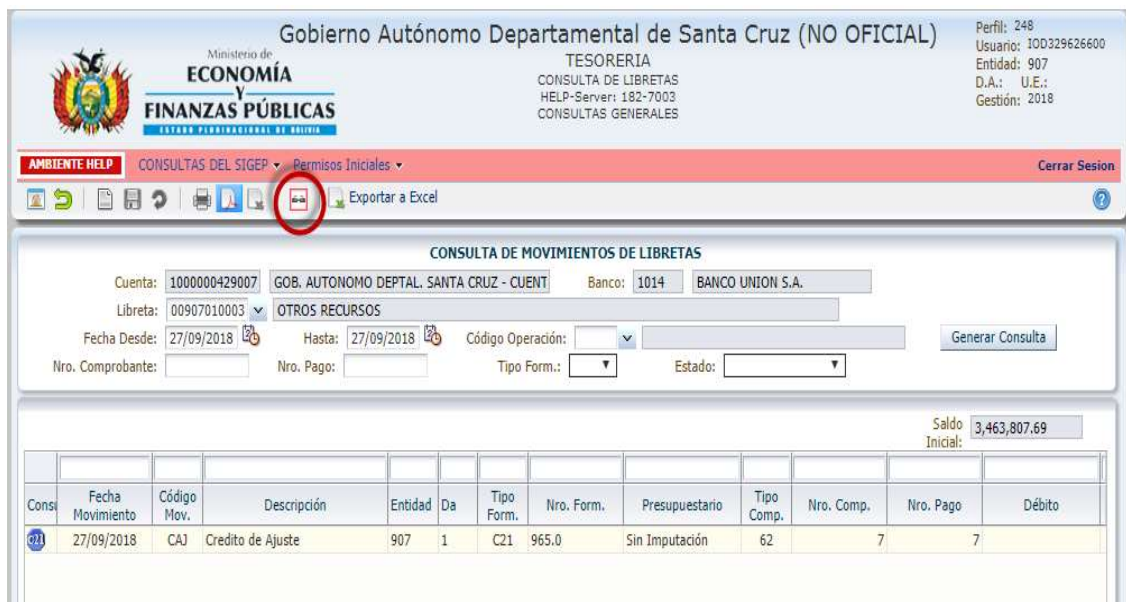 Gobierno Autónomo Departamental de Santa Cruz (NO OFICIAL)
Ministerio de
ECONOMÍA
Y
FINANZAS PÚBLICAS
ESTADO PLURINACIONAL DE BOLIVIA
TESORERIA
CONSULTA DE LIBRETAS
HELP-Server: 182-7003
CONSULTAS GENERALES
Perfil: 248
Usuario: IOD329626600
Entidad: 907
D.A.: U.E.:
Gestión: 2018
AMBIENTE HELP CONSULTAS DEL SIGEP Permisos Iniciales Cerrar Sesion
Exportar a Excel
CONSULTA DE MOVIMIENTOS DE LIBRETAS
Cuenta: 1000000429007 GOB. AUTONOMO DEPTAL. SANTA CRUZ - CUENT Banco: 1014 BANCO UNION S.A.
Libreta: 00907010003 OTROS RECURSOS
Fecha Desde: 27/09/2018 Hasta: 27/09/2018 Código Operación: Generar Consulta
Nro. Comprobante: Nro. Pago: Tipo Form.: Estado:
Saldo Inicial: 3,463,807.69
Consu Fecha Movimiento Código Mov. Descripción Entidad Da Tipo Form. Nro. Form. Presupuestario Tipo Comp. Nro. Comp. Nro. Pago Débito
C21 27/09/2018 CAJ Credito de Ajuste 907 1 C21 965.0 Sin Imputación 62 7 7